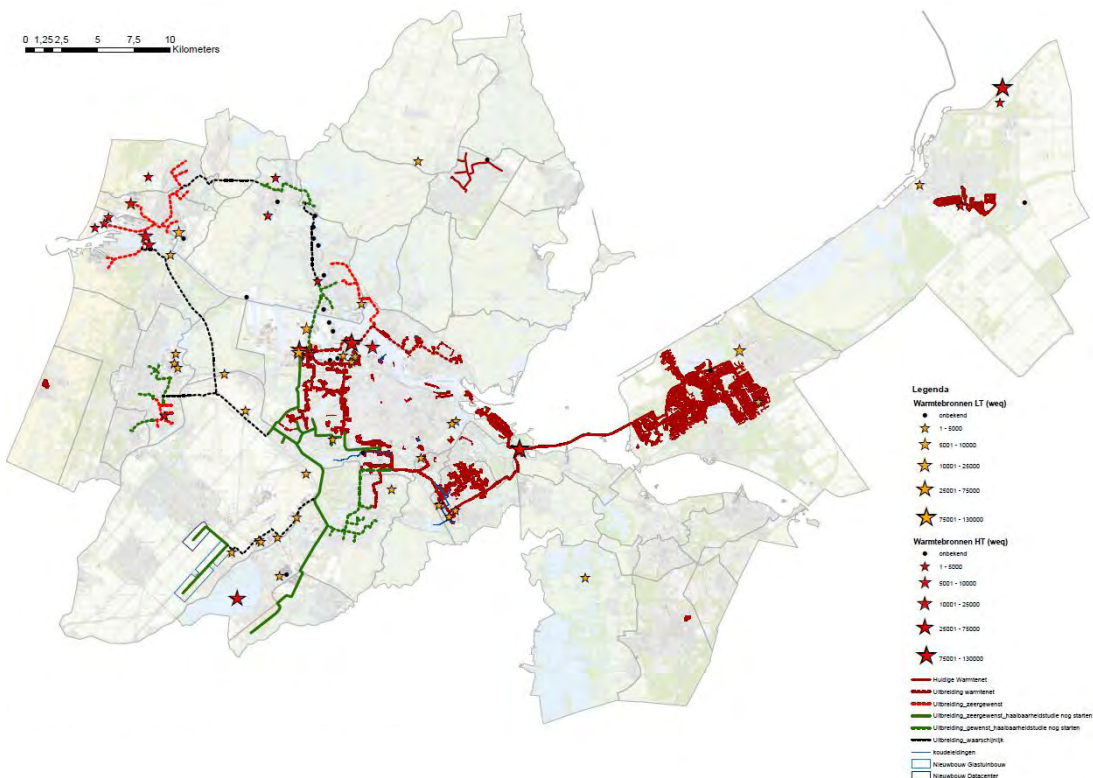 0 1,25 2,5 5 7,5 10
Kilometers
Legenda
Warmtebronnen LT (weq)
onbekend
1 - 5000
5001 - 10000
10001 - 25000
25001 - 75000
75001 - 130000
Warmtebronnen HT (weq)
onbekend
1 - 5000
5001 - 10000
10001 - 25000
25001 - 75000
75001 - 130000
Huidige Warmtenet
Uitbreiding warmtenet
Uitbreiding_zeergewenst
Uitbreiding_zeergewenst_haalbaarheidstudie nog starten
Uitbreiding_gewenst_haalbaarheidstudie nog starten
Uitbreiding_waarschijnlijk
koudeleidingen
Nieuwbouw Glastuinbouw
Nieuwbouw Datacenter